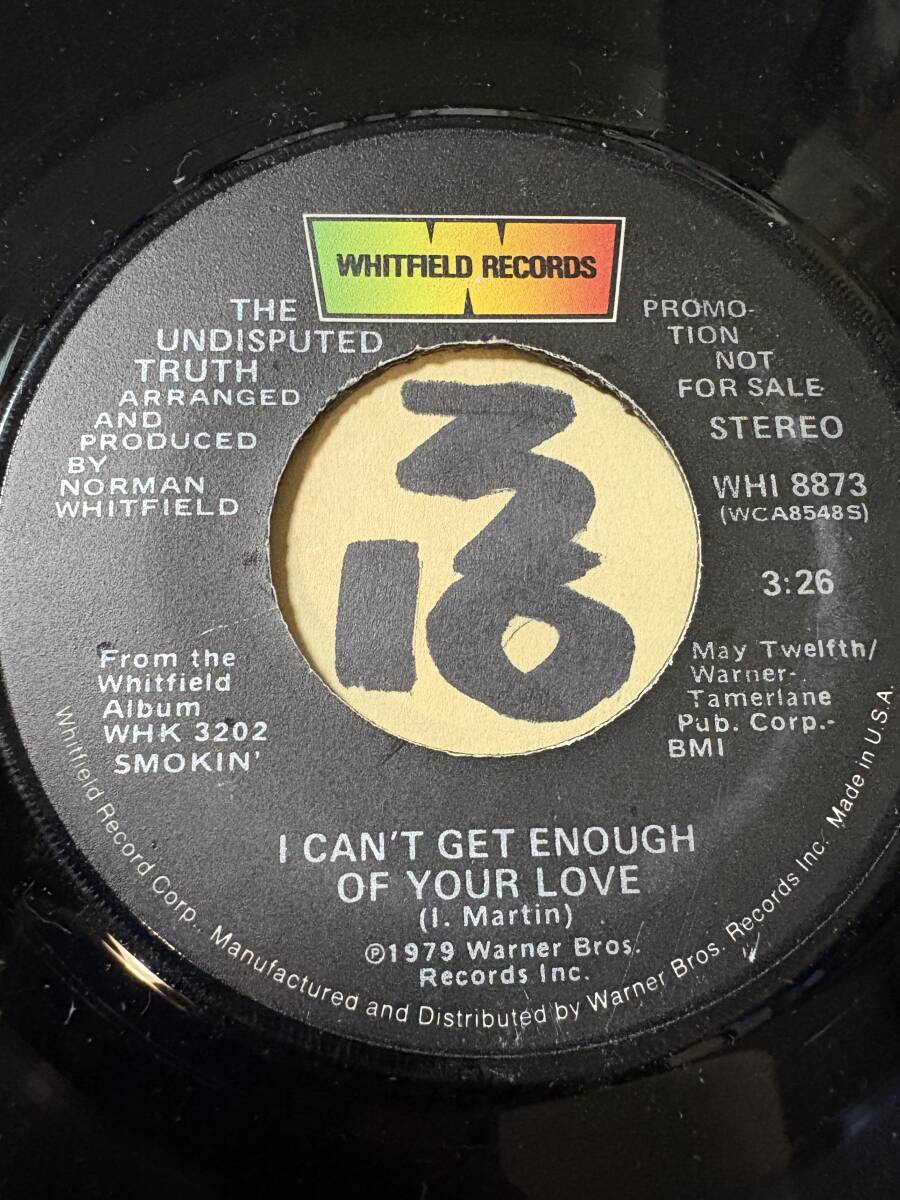 WHITFIELD RECORDS
THE
UNDISPUTED
TRUTH
ARRANGED
AND
PRODUCED
BY
NORMAN
WHITFIELD
PROMO-
TION
NOT
FOR SALE
STEREO
WHI 8873
(WCA8548S)
3:26
From the
Whitfield
Album
WHK 3202
SMOKIN'
May Twelfth/
Warner-
Tamerlane
Pub. Corp.-
BMI
I CAN'T GET ENOUGH
OF YOUR LOVE
(I. Martin)
℗1979 Warner Bros.
Records Inc.
Whitfield Record Corp., Manufactured and Distributed by Warner Bros. Records Inc. Made in U.S.A.